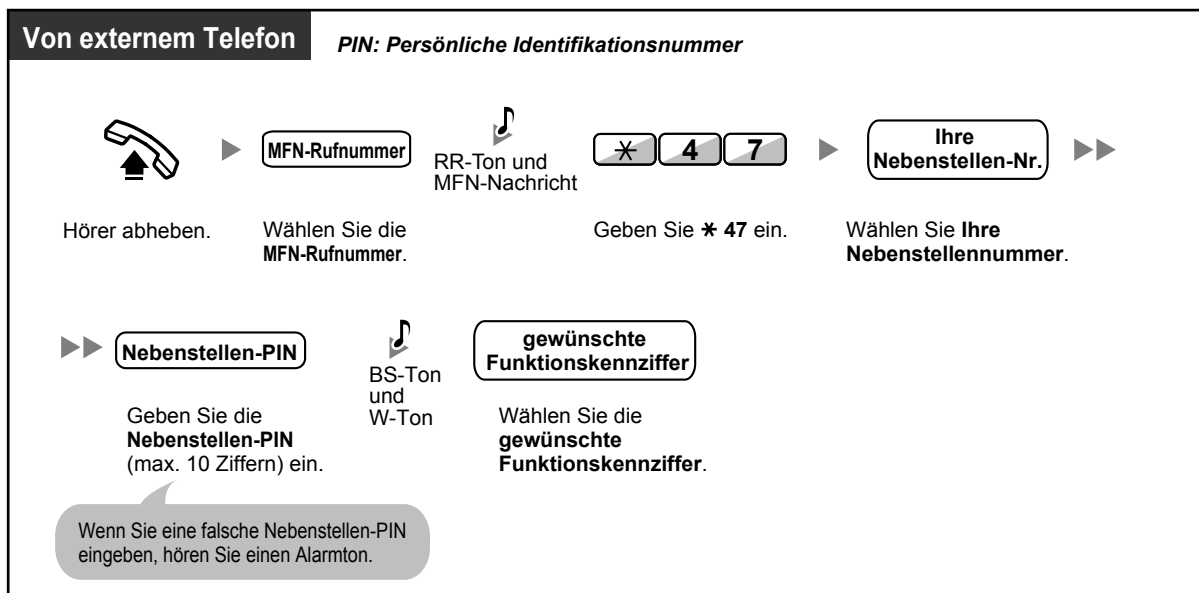 Von externem Telefon
PIN: Persönliche Identifikationsnummer
MFN-Rufnummer
RR-Ton und
MFN-Nachricht
* 4 7
Ihre
Nebenstellen-Nr.
Hörer abheben.
Wählen Sie die
MFN-Rufnummer.
Geben Sie * 47 ein.
Wählen Sie Ihre
Nebenstellennummer.
Nebenstellen-PIN
BS-Ton
und
W-Ton
gewünschte
Funktionskennziffer
Geben Sie die
Nebenstellen-PIN
(max. 10 Ziffern) ein.
Wählen Sie die
gewünschte
Funktionskennziffer.
Wenn Sie eine falsche Nebenstellen-PIN
eingeben, hören Sie einen Alarmton.